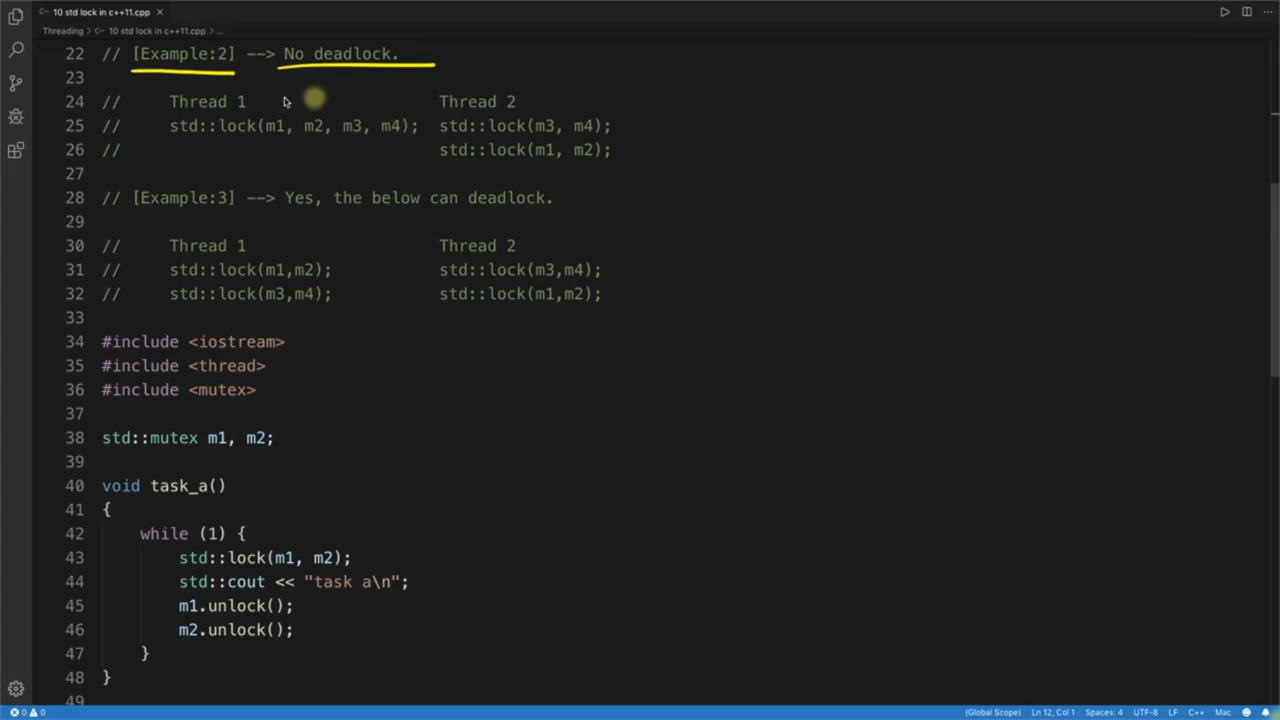 10 std lock in c++11.cpp
Threading > 10 std lock in c++11.cpp > ...
22 // [Example:2] --> No deadlock.
23
24 // Thread 1 Thread 2
25 // std::lock(m1, m2, m3, m4); std::lock(m3, m4);
26 // std::lock(m1, m2);
27
28 // [Example:3] --> Yes, the below can deadlock.
29
30 // Thread 1 Thread 2
31 // std::lock(m1,m2); std::lock(m3,m4);
32 // std::lock(m3,m4); std::lock(m1,m2);
33
34 #include <iostream>
35 #include <thread>
36 #include <mutex>
37
38 std::mutex m1, m2;
39
40 void task_a()
41 {
42 while (1) {
43 std::lock(m1, m2);
44 std::cout << "task a\n";
45 m1.unlock();
46 m2.unlock();
47 }
48 }
49
0 0 (Global Scope) Ln 12, Col 1 Spaces: 4 UTF-8 LF C++ Mac